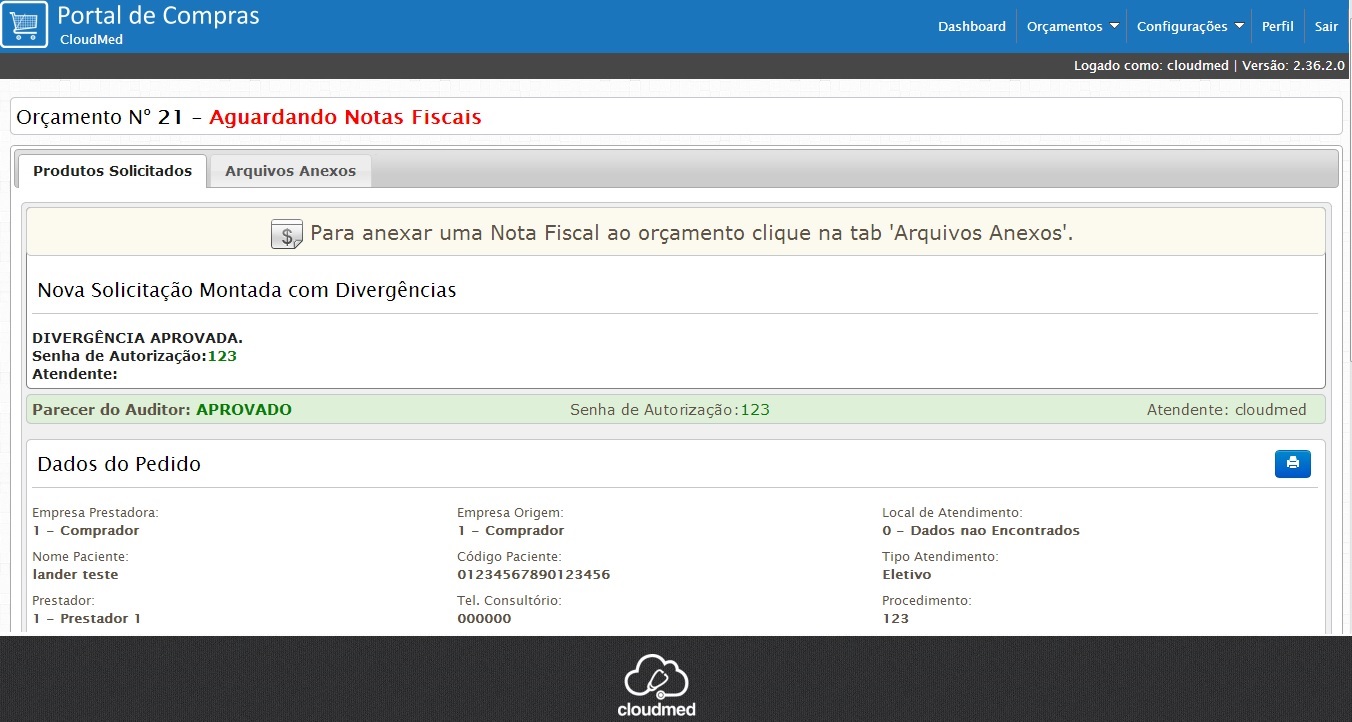 Portal de Compras
CloudMed
Dashboard Orçamentos Configurações Perfil Sair
Logado como: cloudmed | Versão: 2.36.2.0
Orçamento N° 21 - Aguardando Notas Fiscais
Produtos Solicitados Arquivos Anexos
$ Para anexar uma Nota Fiscal ao orçamento clique na tab 'Arquivos Anexos'.
Nova Solicitação Montada com Divergências
DIVERGÊNCIA APROVADA.
Senha de Autorização:123
Atendente:
Parecer do Auditor: APROVADO Senha de Autorização:123 Atendente: cloudmed
Dados do Pedido
Empresa Prestadora: Empresa Origem: Local de Atendimento:
1 - Comprador 1 - Comprador 0 - Dados nao Encontrados
Nome Paciente: Código Paciente: Tipo Atendimento:
lander teste 01234567890123456 Eletivo
Prestador: Tel. Consultório: Procedimento:
1 - Prestador 1 000000 123
cloudmed